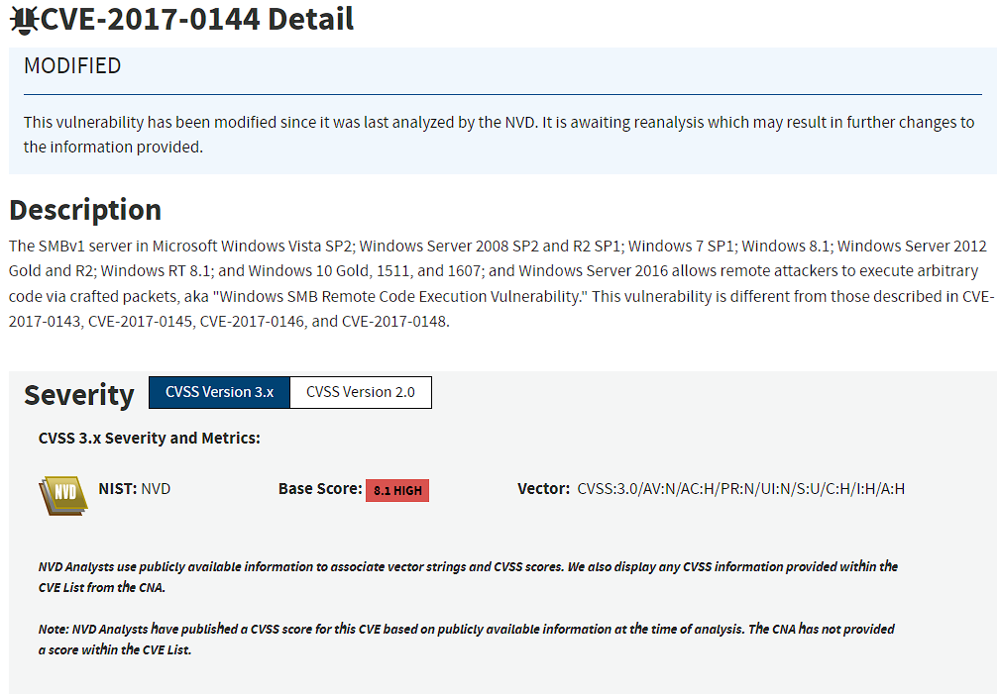 CVE-2017-0144 Detail
MODIFIED
This vulnerability has been modified since it was last analyzed by the NVD. It is awaiting reanalysis which may result in further changes to
the information provided.
Description
The SMBv1 server in Microsoft Windows Vista SP2; Windows Server 2008 SP2 and R2 SP1; Windows 7 SP1; Windows 8.1; Windows Server 2012
Gold and R2; Windows RT 8.1; and Windows 10 Gold, 1511, and 1607; and Windows Server 2016 allows remote attackers to execute arbitrary
code via crafted packets, aka "Windows SMB Remote Code Execution Vulnerability." This vulnerability is different from those described in CVE-
2017-0143, CVE-2017-0145, CVE-2017-0146, and CVE-2017-0148.
Severity CVSS Version 3.x CVSS Version 2.0
CVSS 3.x Severity and Metrics:
NVD NIST: NVD Base Score: 8.1 HIGH Vector: CVSS:3.0/AV:N/AC:H/PR:N/UI:N/S:U/C:H/I:H/A:H
NVD Analysts use publicly available information to associate vector strings and CVSS scores. We also display any CVSS information provided within the
CVE List from the CNA.
Note: NVD Analysts have published a CVSS score for this CVE based on publicly available information at the time of analysis. The CNA has not provided
a score within the CVE List.